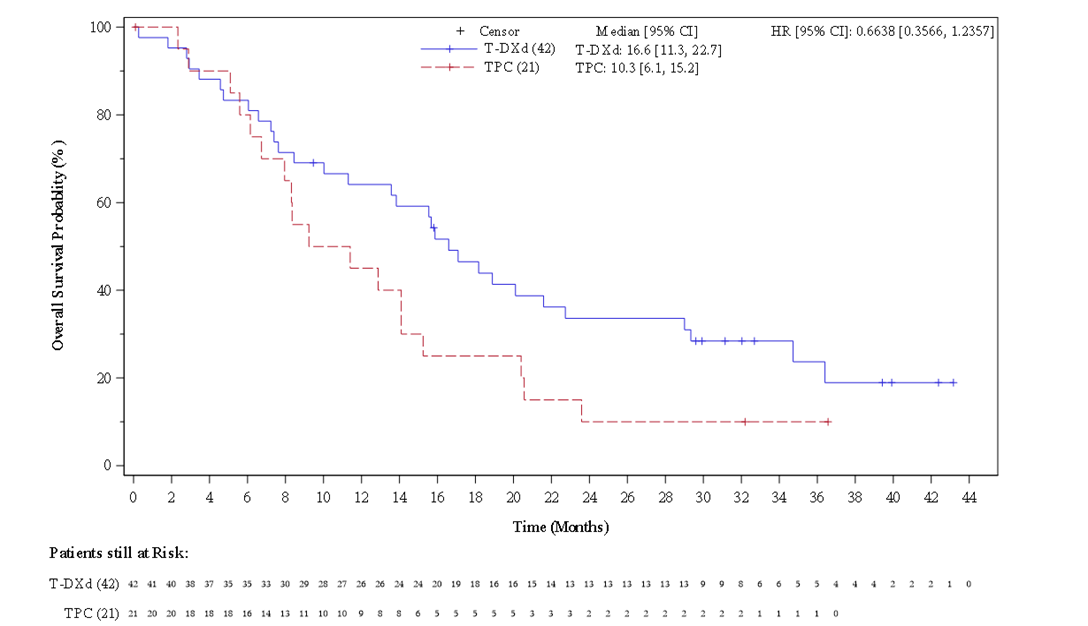 + Censor Median [95% CI] HR [95% CI]: 0.6638 [0.3566, 1.2357]
T-DXd (42) T-DXd: 16.6 [11.3, 22.7]
TPC (21) TPC: 10.3 [6.1, 15.2]
Overall Survival Probablity (%)
100
80
60
40
20
0
0 2 4 6 8 10 12 14 16 18 20 22 24 26 28 30 32 34 36 38 40 42 44
Time (Months)
Patients still at Risk:
T-DXd (42) 42 41 40 38 37 35 35 33 30 29 28 27 26 26 24 24 20 19 18 16 16 15 14 13 13 13 13 13 13 13 9 9 8 6 6 5 5 4 4 4 2 2 2 1 0
TPC (21) 21 20 20 18 18 18 16 14 13 11 10 10 9 8 8 6 5 5 5 5 5 3 3 3 2 2 2 2 2 2 2 2 2 1 1 1 1 0